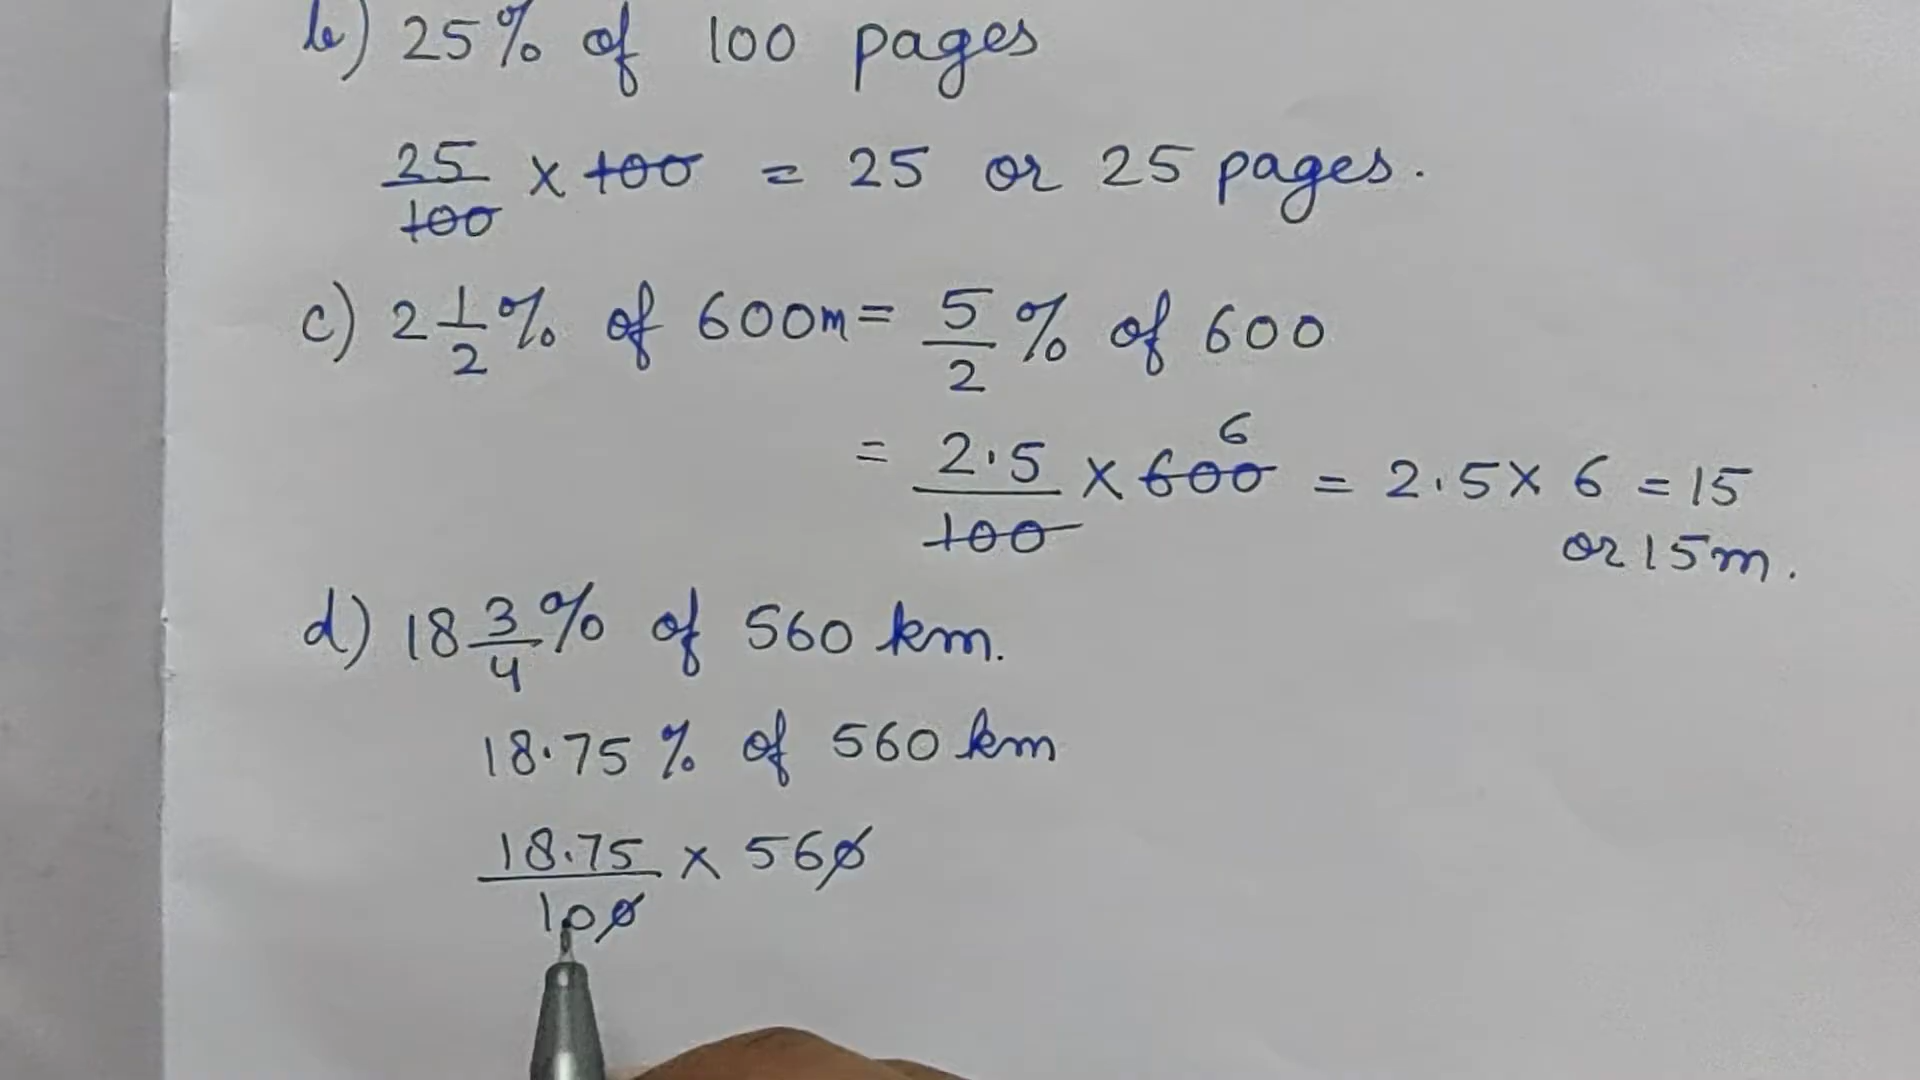 b) 25% of 100 pages
25/100 × 100 = 25 or 25 pages.
c) 2 1/2 % of 600m = 5/2 % of 600
= 2.5/100 × 600 6 = 2.5 × 6 = 15
or 15m.
d) 18 3/4 % of 560 km.
18.75 % of 560 km
18.75/100 × 560